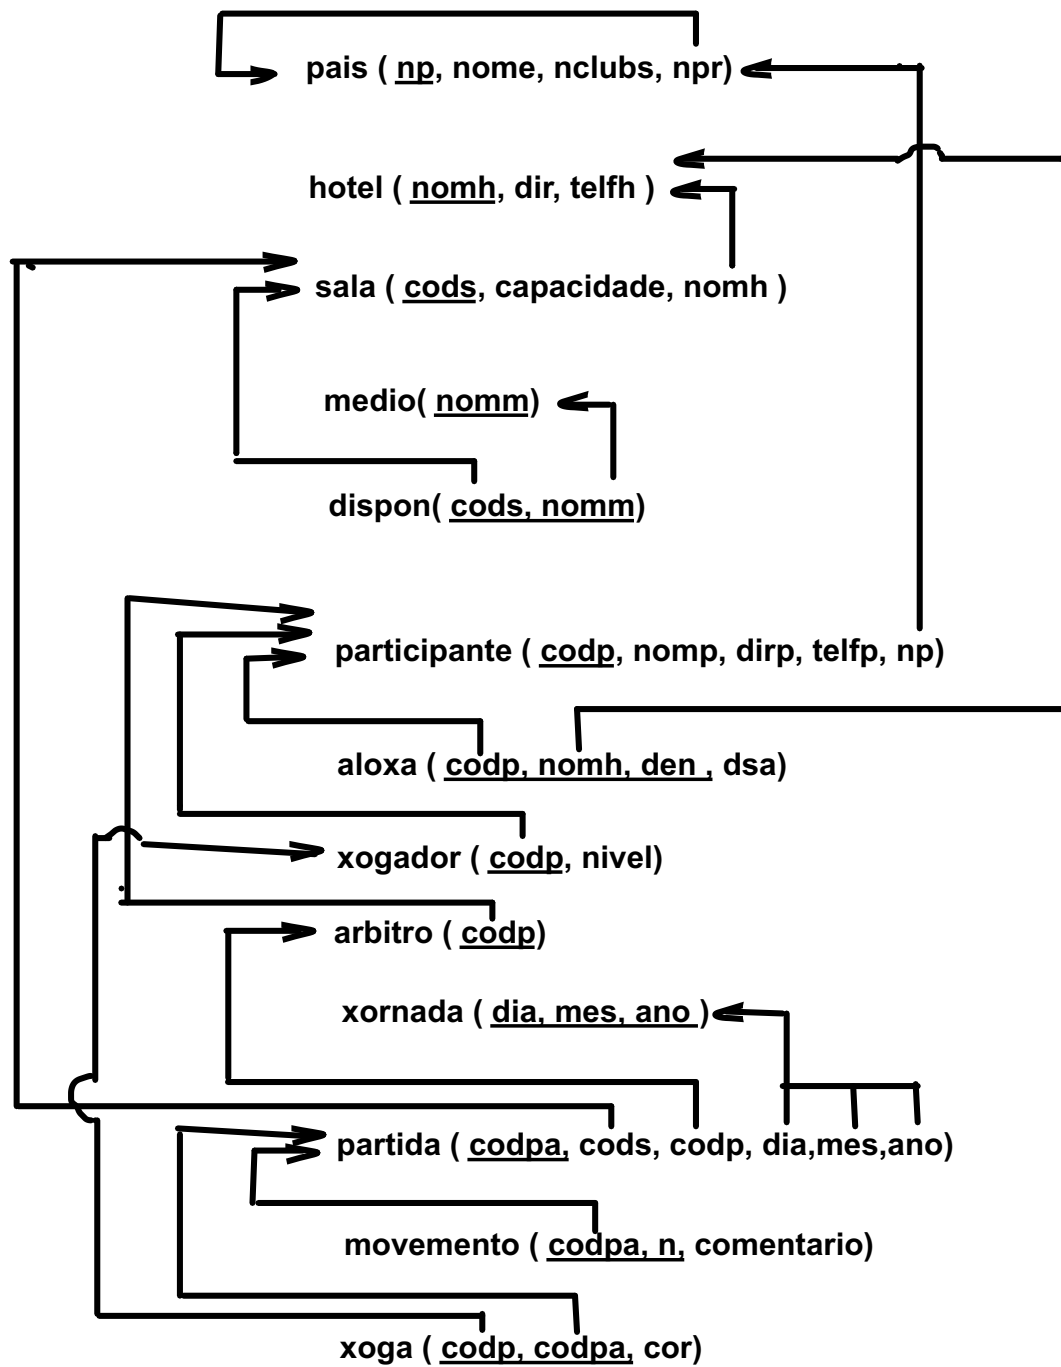 pais ( np, nome, nclubs, npr)
hotel ( nomh, dir, telfh )
sala ( cods, capacidade, nomh )
medio( nomm)
dispon( cods, nomm)
participante ( codp, nomp, dirp, telfp, np)
aloxa ( codp, nomh, den , dsa)
xogador ( codp, nivel)
arbitro ( codp)
xornada ( dia, mes, ano )
partida ( codpa, cods, codp, dia,mes,ano)
movemento ( codpa, n, comentario)
xoga ( codp, codpa, cor)